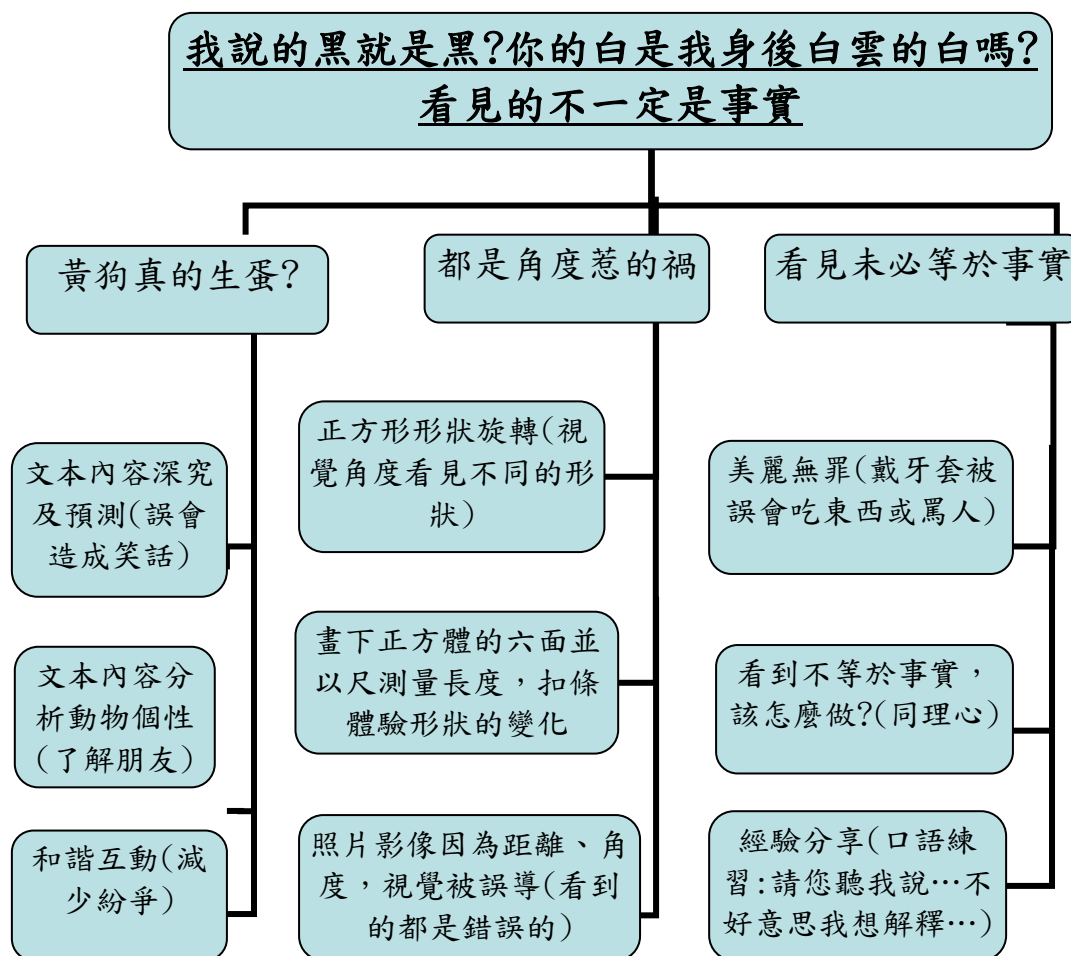 我說的黑就是黑?你的白是我身後白雲的白嗎?
看見的不一定是事實
黃狗真的生蛋?
文本內容深究
及預測(誤會
造成笑話)
文本內容分
析動物個性
(了解朋友)
和諧互動(減
少紛爭)
都是角度惹的禍
正方形形狀旋轉(視
覺角度看見不同的形
狀)
畫下正方體的六面並
以尺測量長度，扣條
體驗形狀的變化
照片影像因為距離、角
度，視覺被誤導(看到
的都是錯誤的)
看見未必等於事實
美麗無罪(戴牙套被
誤會吃東西或罵人)
看到不等於事實，
該怎麼做?(同理心)
經驗分享(口語練
習:請您聽我說…不
好意思我想解釋…)